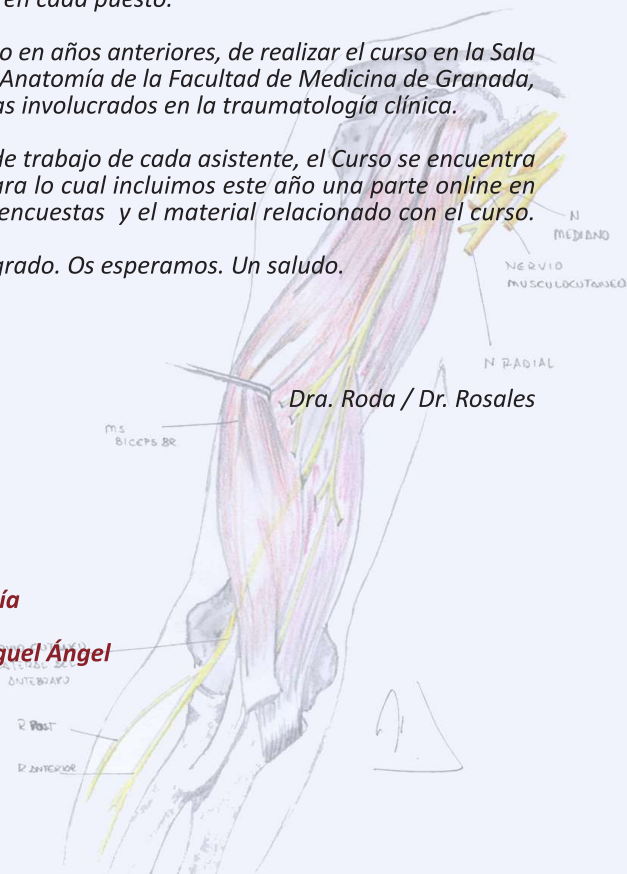 en cada puesto.
o en años anteriores, de realizar el curso en la Sala
Anatomía de la Facultad de Medicina de Granada,
as involucrados en la traumatología clínica.
de trabajo de cada asistente, el Curso se encuentra
ara lo cual incluimos este año una parte online en
encuestas y el material relacionado con el curso.
grado. Os esperamos. Un saludo.
N
MEDIANO
NERVIO
MUSCULOCUTANEO
N RADIAL
Dra. Roda / Dr. Rosales
MS
BICEPS BR
ía
guel Ángel
ANTEBRAZO
R POST
R ANTERIOR